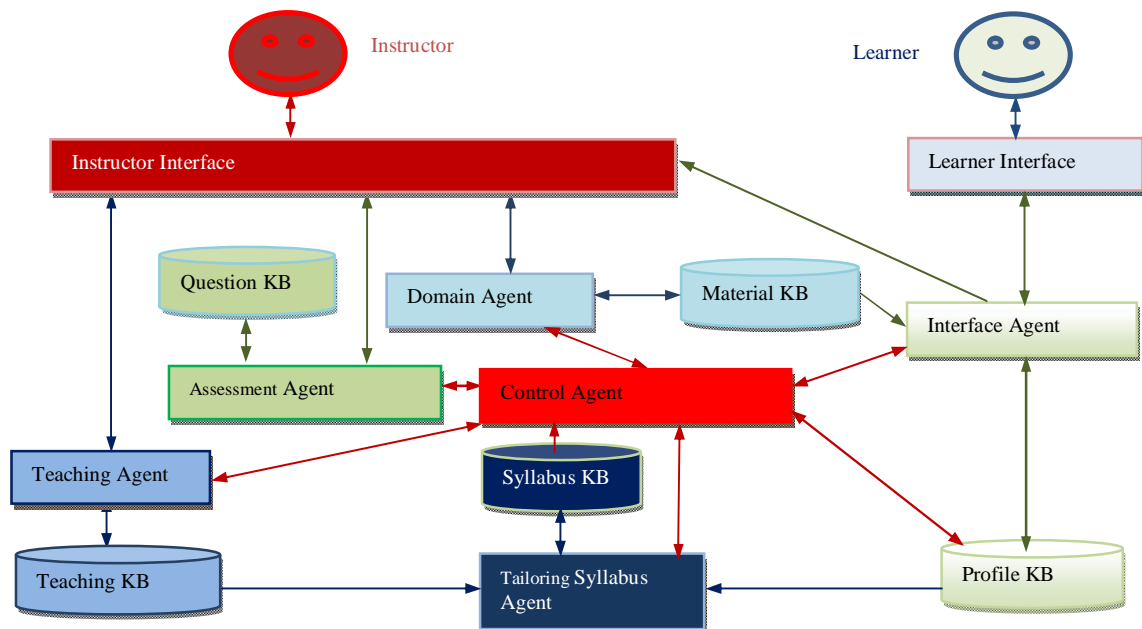 Instructor
Learner
Instructor Interface
Learner Interface
Question KB
Domain Agent
Material KB
Interface Agent
Assessment Agent
Control Agent
Teaching Agent
Syllabus KB
Teaching KB
Tailoring Syllabus
Agent
Profile KB